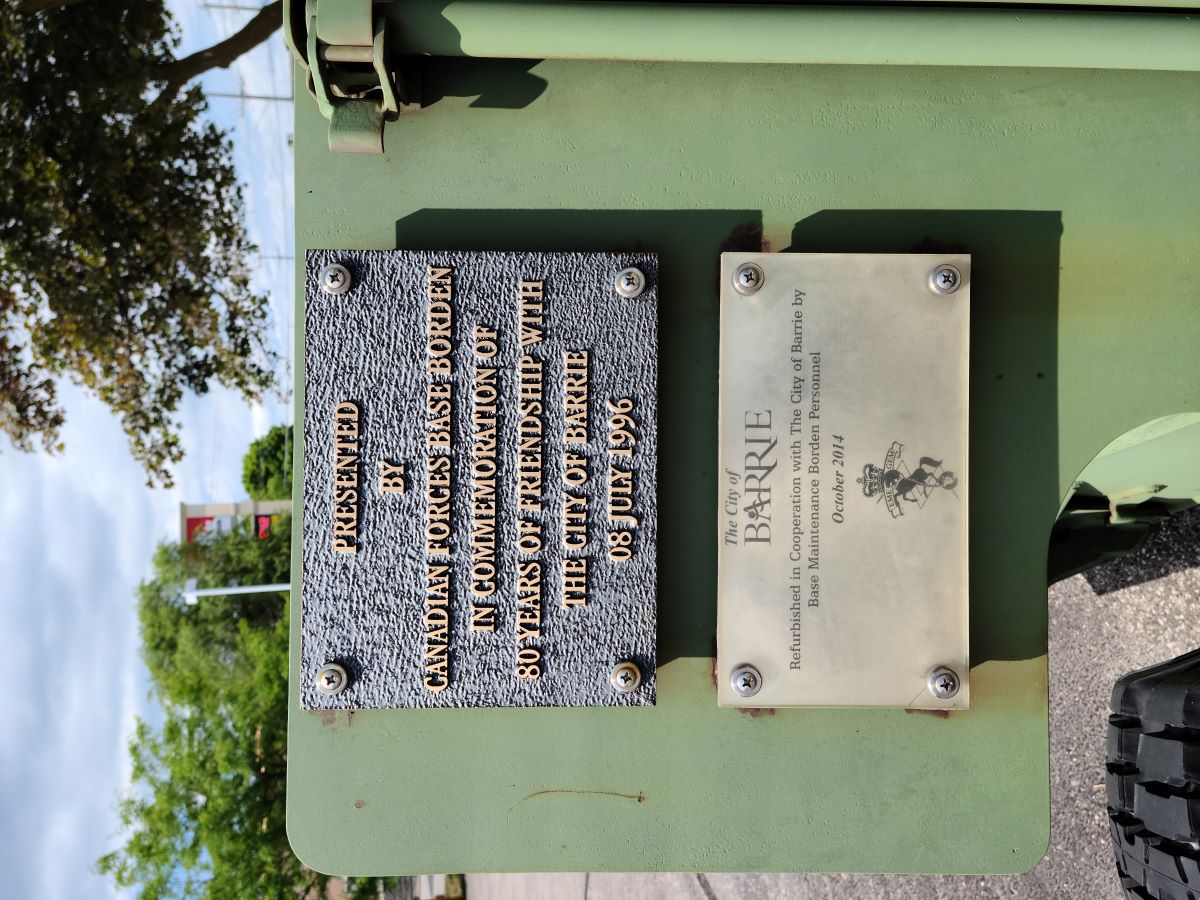 PRESENTED
BY
CANADIAN FORCES BASE BORDEN
IN COMMEMORATION OF
80 YEARS OF FRIENDSHIP WITH
THE CITY OF BARRIE
08 JULY 1996
The City of
BARRIE
Refurbished in Cooperation with The City of Barrie by
Base Maintenance Borden Personnel
October 2014
EME GEMC